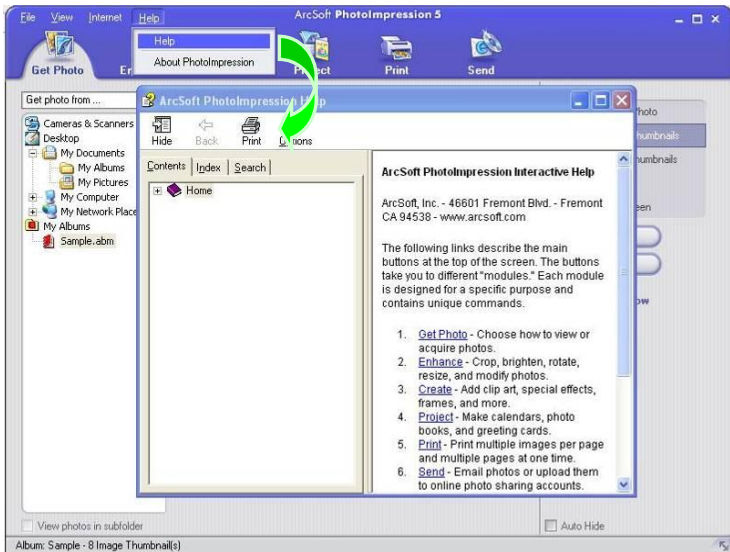 File View Internet Help
ArcSoft PhotoImpression 5
Help
About PhotoImpression
Get Photo
Print
Send
Get photo from ...
Cameras & Scanners
Desktop
My Documents
My Albums
My Pictures
My Computer
My Network Place
My Albums
Sample.abm
ArcSoft PhotoImpression
Hide Back Print
Contents Index Search
Home
ArcSoft PhotoImpression Interactive Help
ArcSoft, Inc. - 46601 Fremont Blvd. - Fremont
CA 94538 - www.arcsoft.com
The following links describe the main
buttons at the top of the screen. The buttons
take you to different "modules." Each module
is designed for a specific purpose and
contains unique commands.
1. Get Photo - Choose how to view or
acquire photos.
2. Enhance - Crop, brighten, rotate,
resize, and modify photos.
3. Create - Add clip art, special effects,
frames, and more.
4. Project - Make calendars, photo
books, and greeting cards.
5. Print - Print multiple images per page
and multiple pages at one time.
6. Send - Email photos or upload them
to online photo sharing accounts.
View photos in subfolder
Auto Hide
Album: Sample - 8 Image Thumbnail(s)